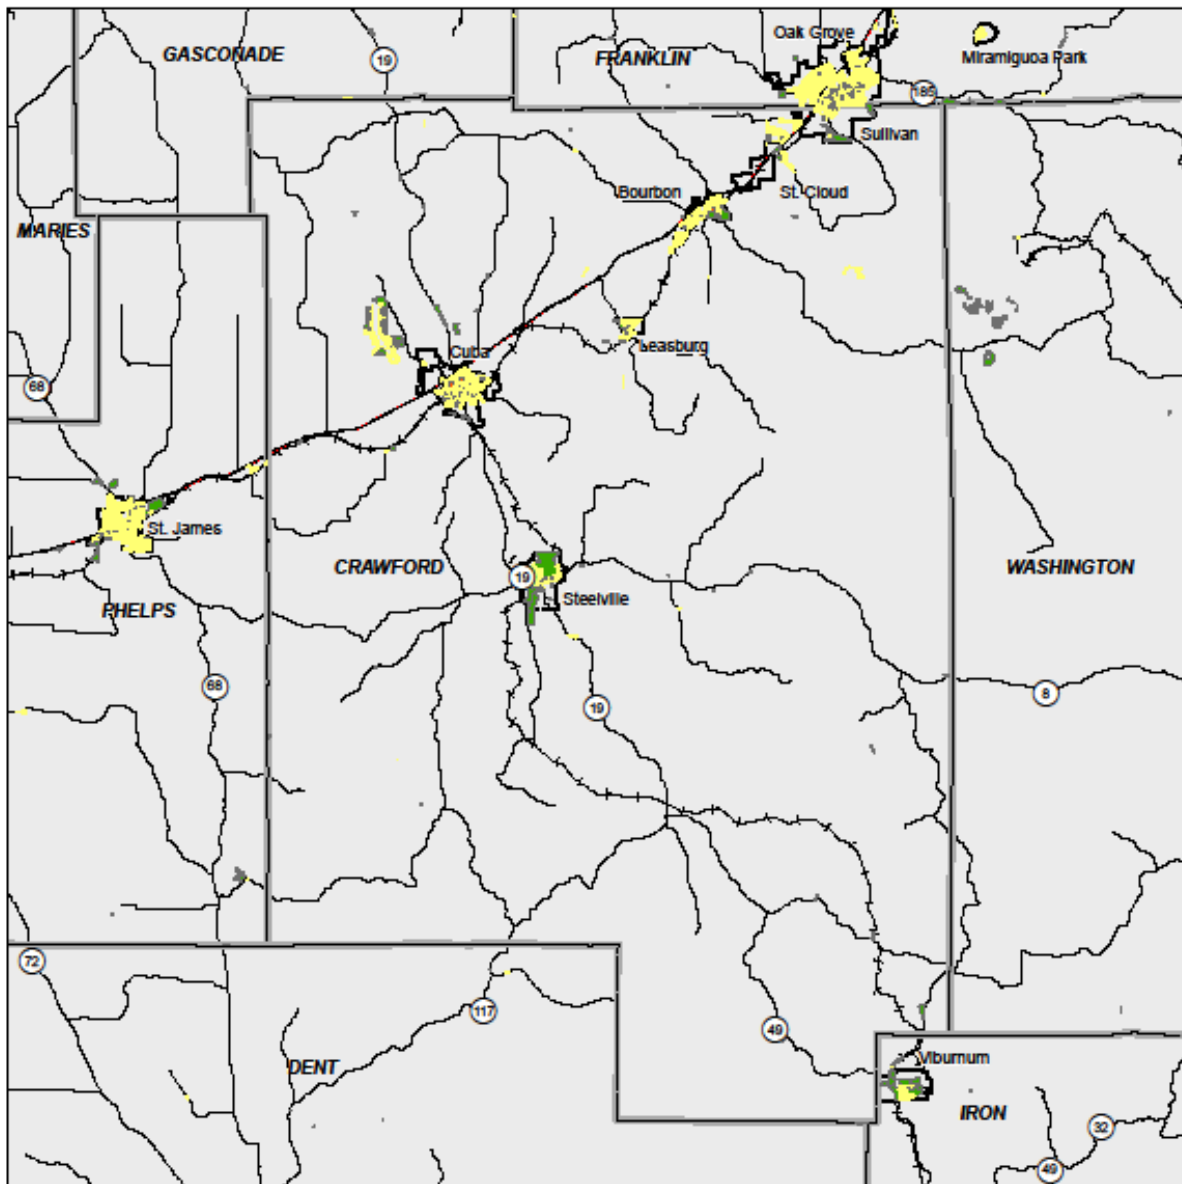 Oak Grove
GASCONADE
FRANKLIN
Miramiguoa Park
19
185
Sullivan
Bourbon
St. Cloud
MARIES
Leasburg
Cuba
68
St. James
CRAWFORD
WASHINGTON
19
Steelville
PHELPS
68
8
19
72
117
49
Viburnum
DENT
IRON
32
49